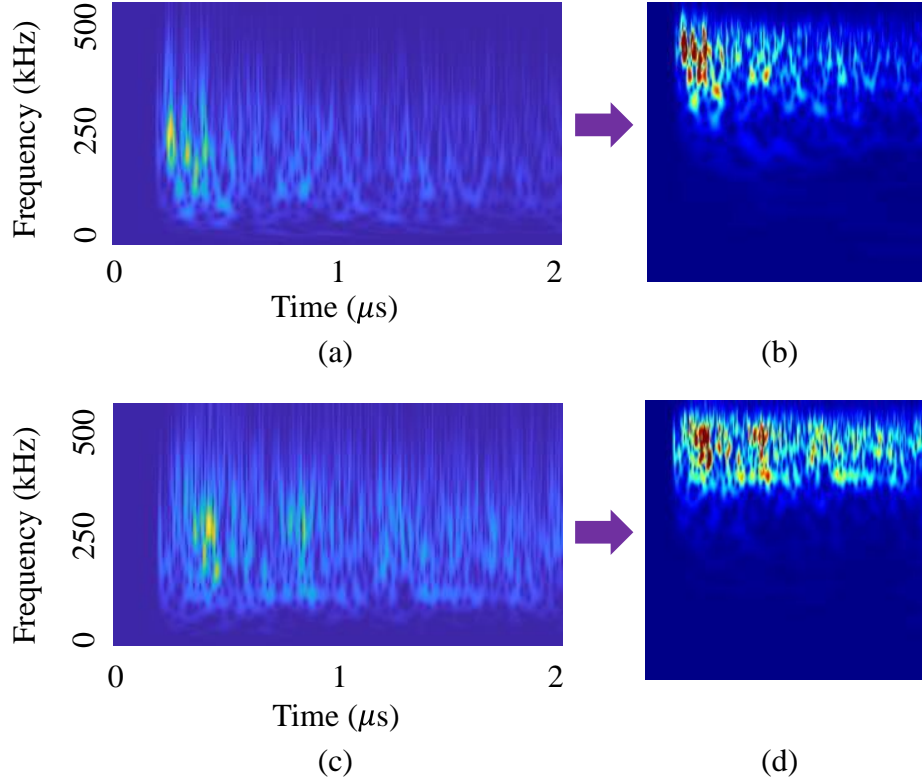 Frequency (kHz)
500
250
0
0 1 2
Time (μs)
(a) (b)
Frequency (kHz)
500
250
0
0 1 2
Time (μs)
(c) (d)